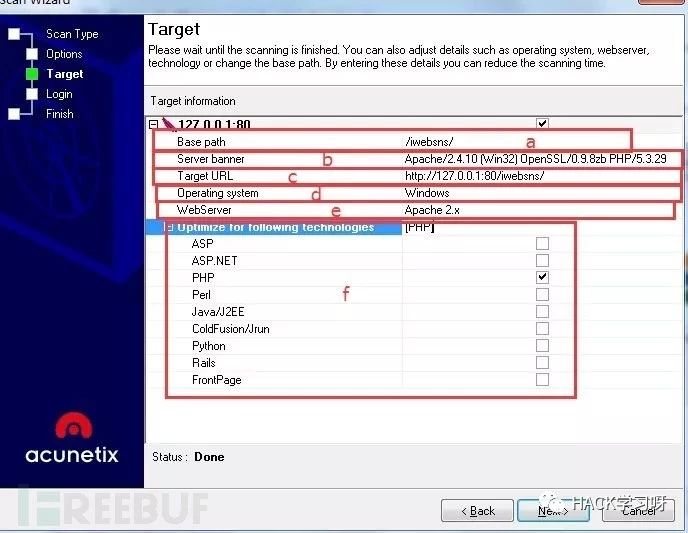 Scan Wizard
Scan Type
Options
Target
Login
Finish
Target
Please wait until the scanning is finished. You can also adjust details such as operating system, webserver,
technology or change the base path. By entering these details you can reduce the scanning time.
Target information
127.0.0.1:80
Base path /iwebsns/ a
Server banner b Apache/2.4.10 (Win32) OpenSSL/0.9.8zb PHP/5.3.29
Target URL c http://127.0.0.1:80/iwebsns/
Operating system d Windows
WebServer e Apache 2.x
Optimize for following technologies [PHP]
ASP
ASP.NET
PHP
Perl f
Java/J2EE
ColdFusion/Jrun
Python
Rails
FrontPage
acunetix
Status : Done
FREEBUF
HACK学习呀
< Back Next > Cancel